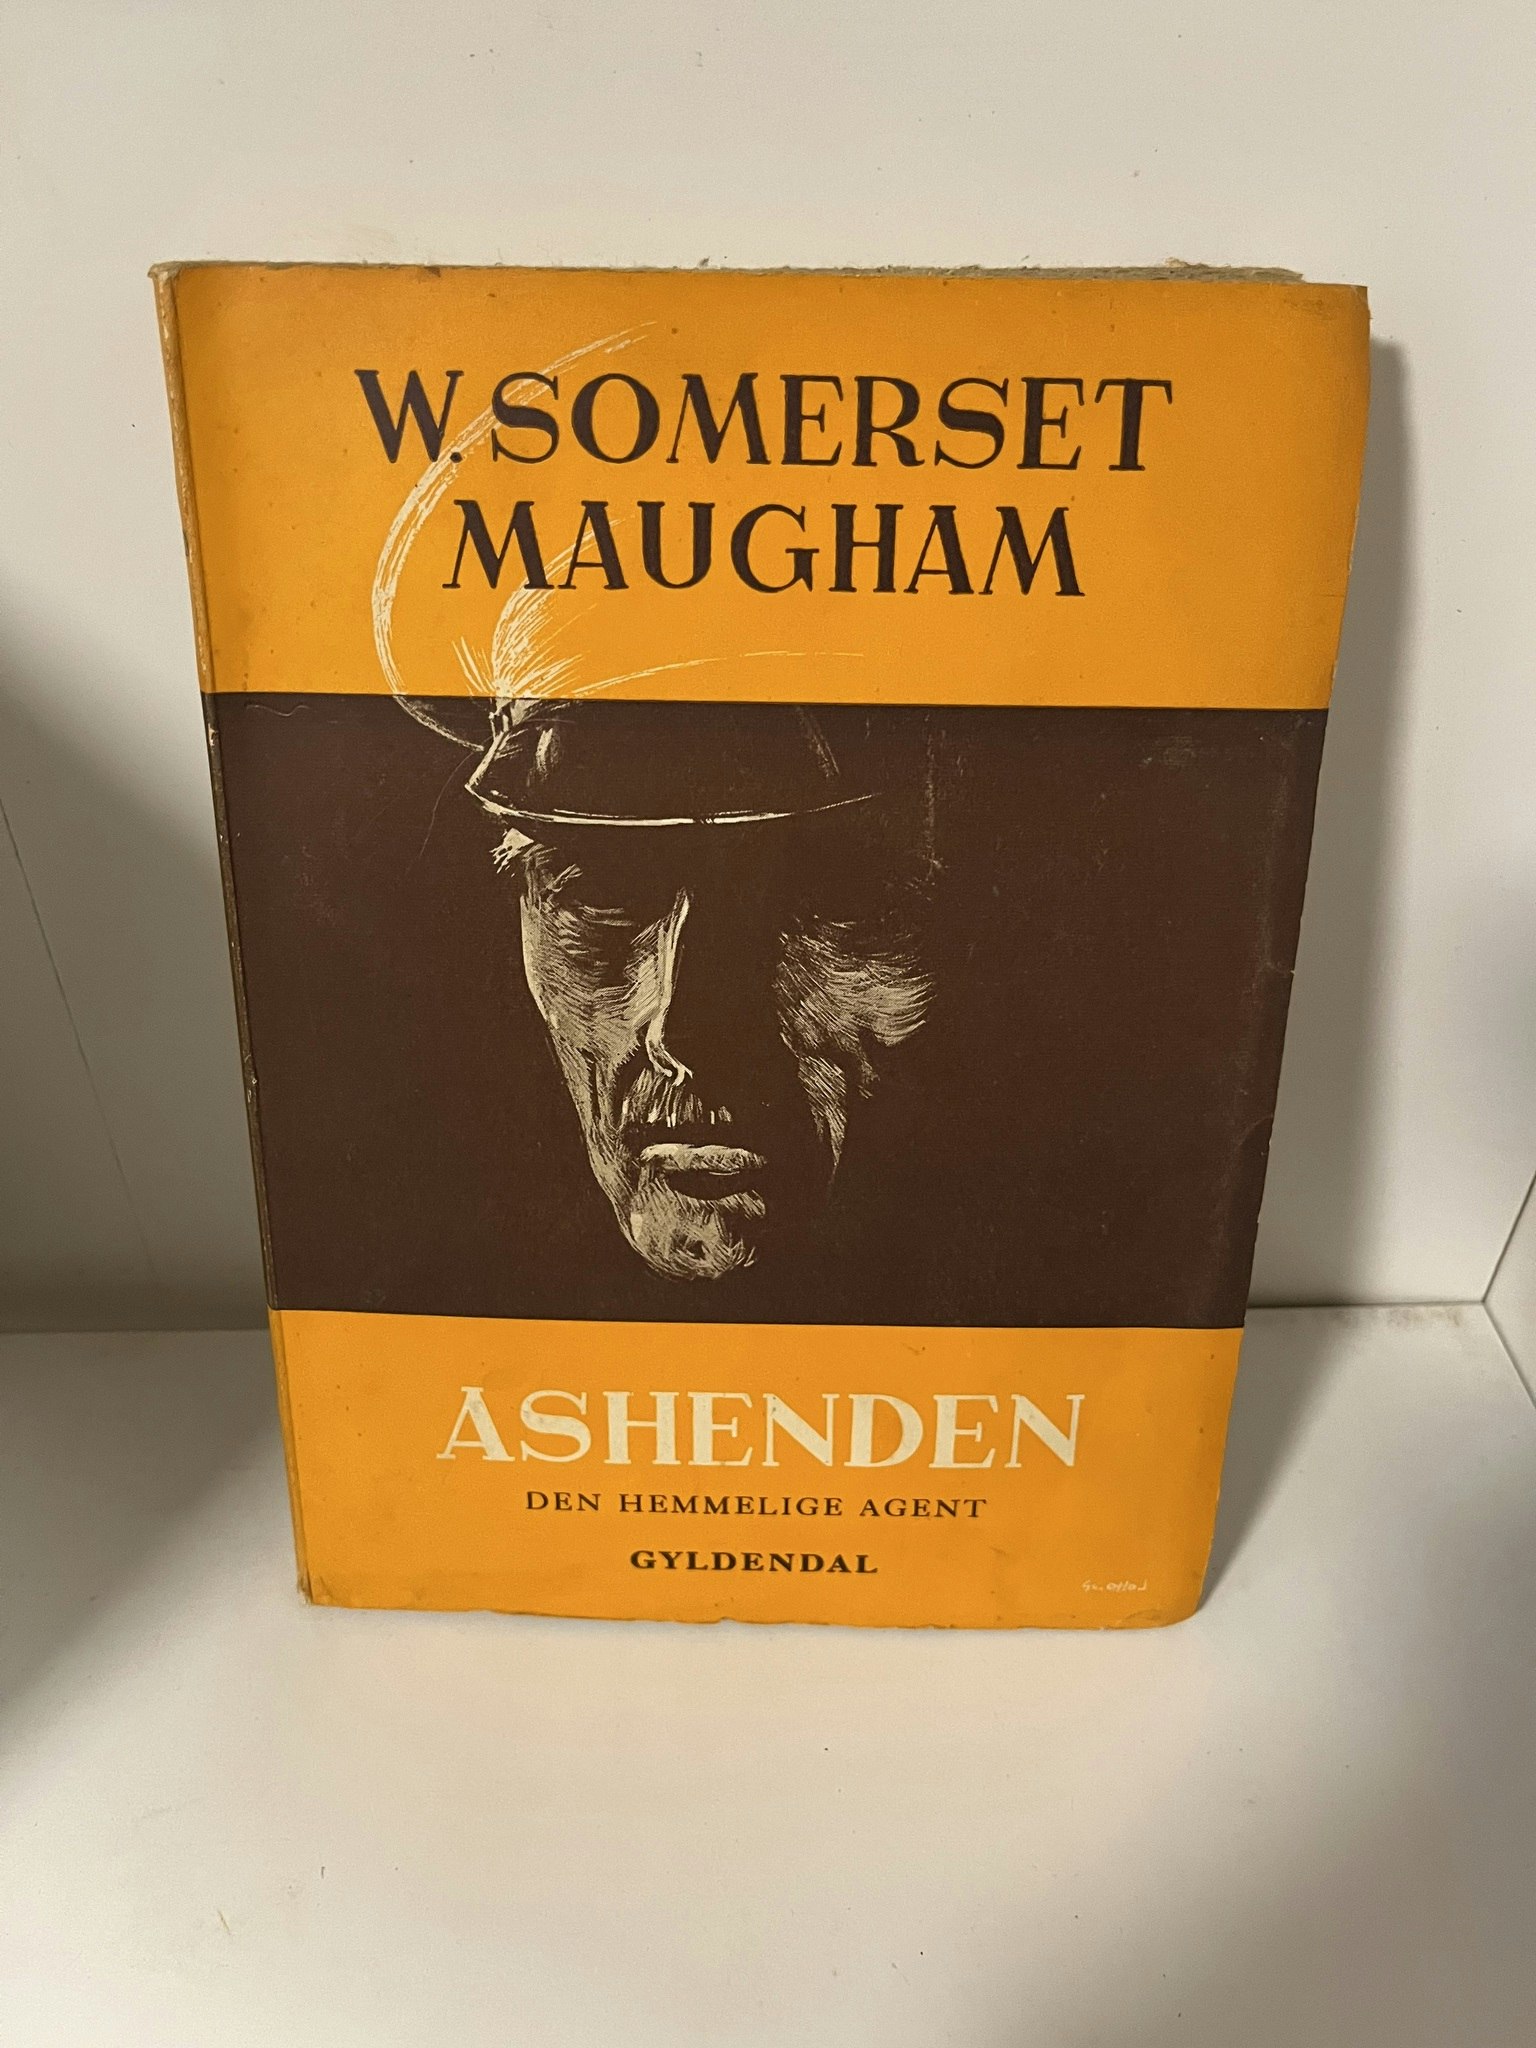 W. SOMERSET
MAUGHAM
ASHENDEN
DEN HEMMELIGE AGENT
GYLDENDAL